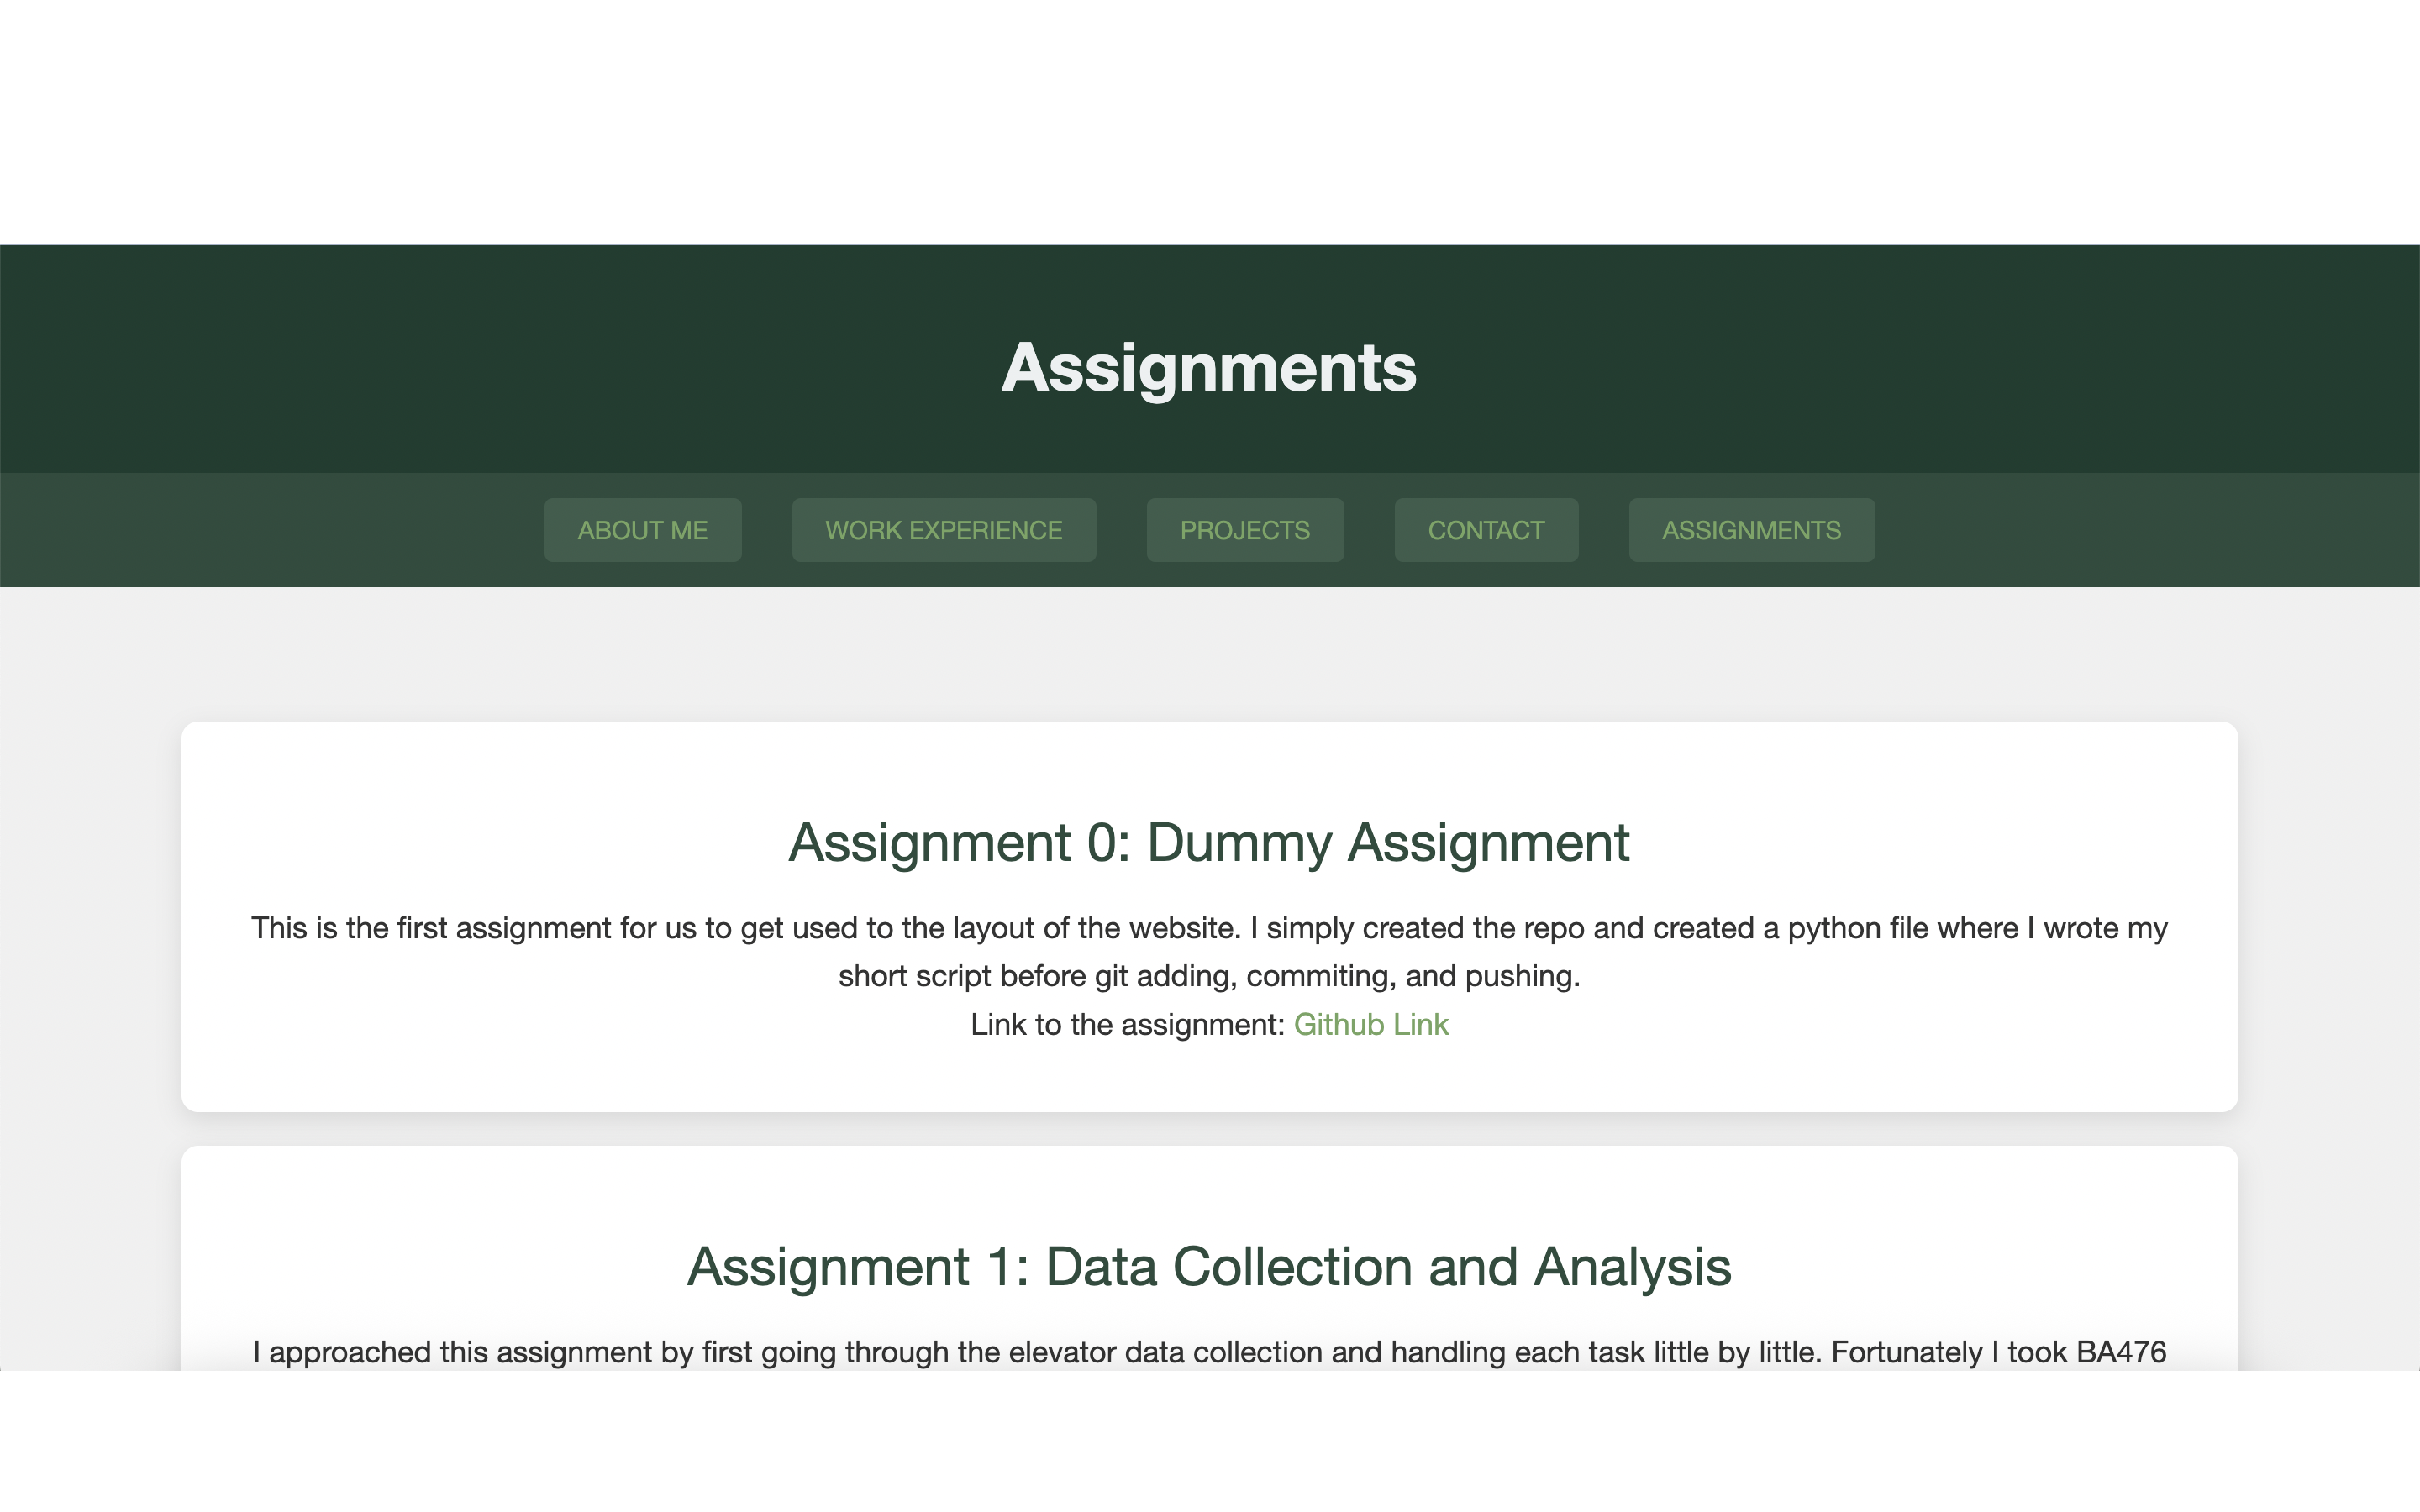 Assignments
ABOUT ME WORK EXPERIENCE PROJECTS CONTACT ASSIGNMENTS
Assignment 0: Dummy Assignment
This is the first assignment for us to get used to the layout of the website. I simply created the repo and created a python file where I wrote my
short script before git adding, commiting, and pushing.
Link to the assignment: Github Link
Assignment 1: Data Collection and Analysis
I approached this assignment by first going through the elevator data collection and handling each task little by little. Fortunately I took BA476